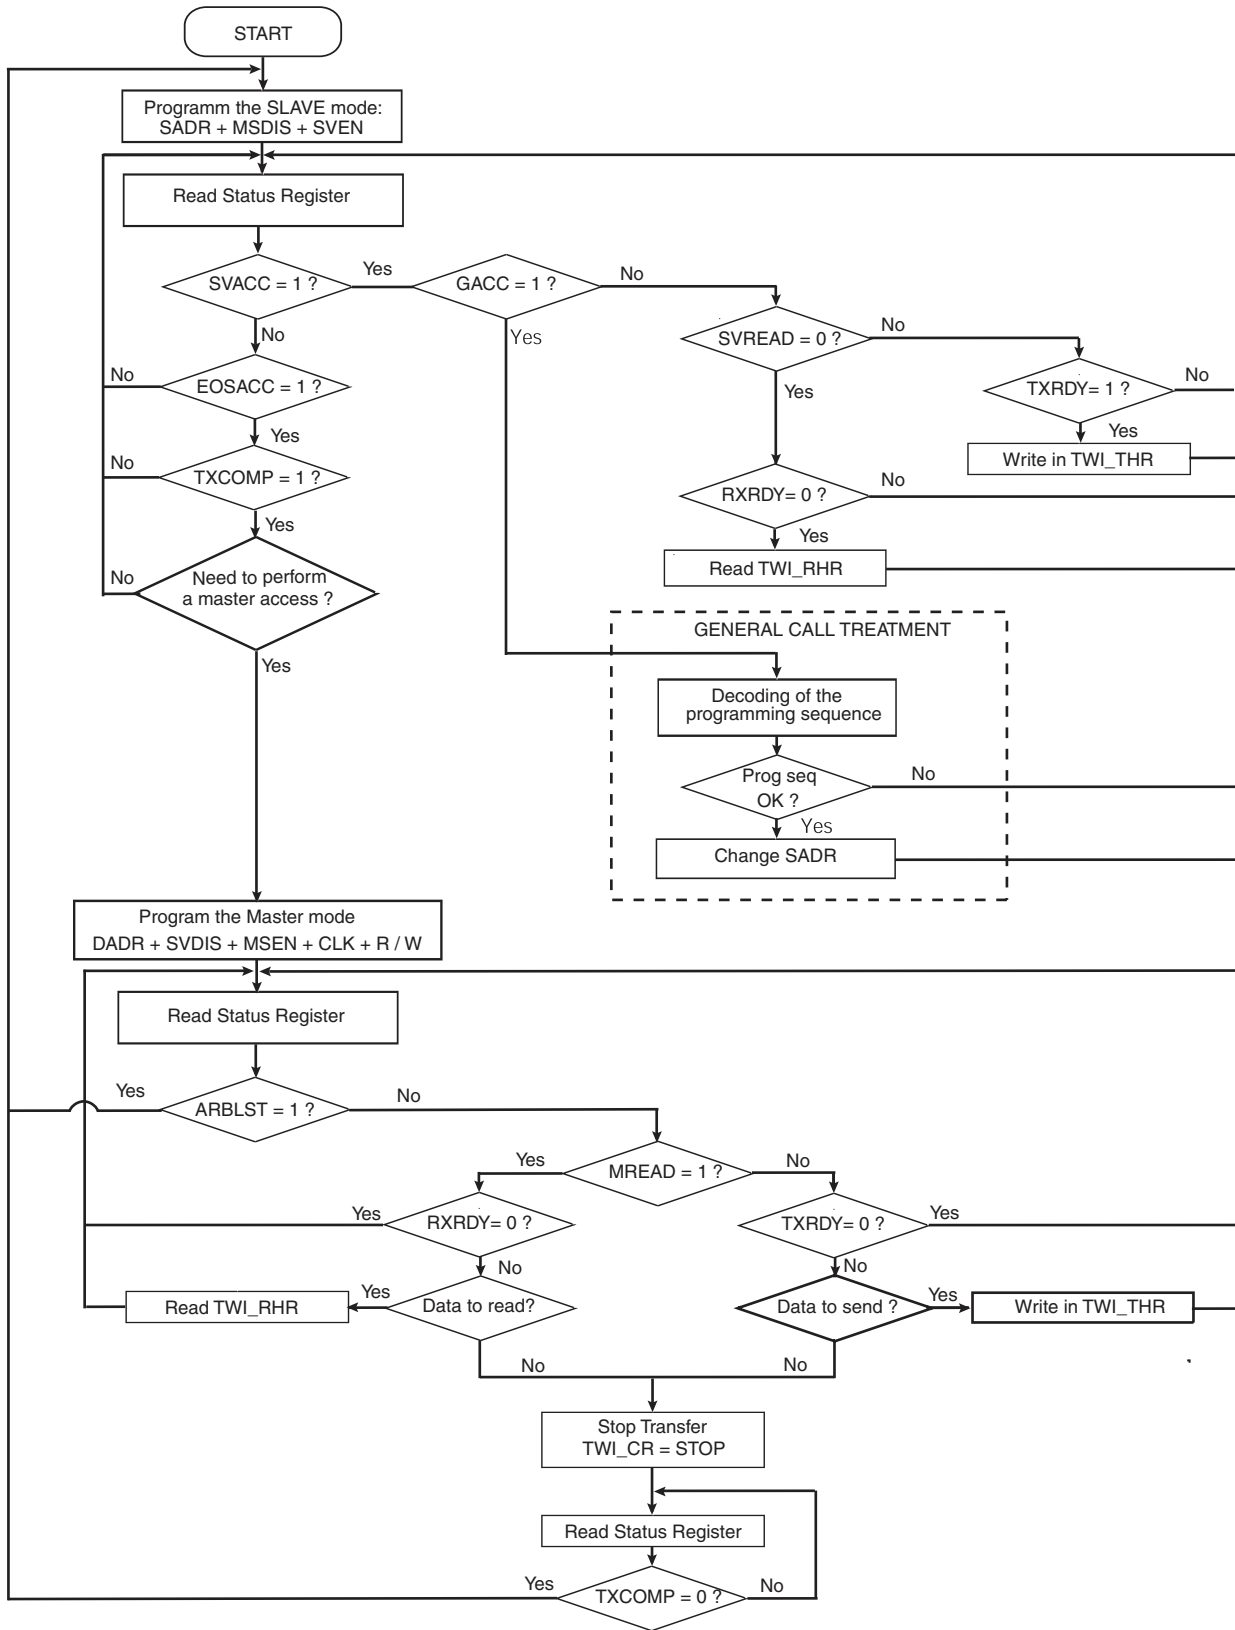 START
Programm the SLAVE mode:
SADR + MSDIS + SVEN
Read Status Register
SVACC = 1 ?
Yes
GACC = 1 ?
No
No
Yes
SVREAD = 0 ?
No
EOSACC = 1 ?
No
Yes
Yes
TXRDY= 1 ?
No
Yes
Write in TWI_THR
TXCOMP = 1 ?
No
Yes
RXRDY= 0 ?
No
Yes
Read TWI_RHR
No
Need to perform
a master access ?
Yes
GENERAL CALL TREATMENT
Decoding of the
programming sequence
Prog seq
OK ?
No
Yes
Change SADR
Program the Master mode
DADR + SVDIS + MSEN + CLK + R / W
Read Status Register
Yes
ARBLST = 1 ?
No
Yes
MREAD = 1 ?
No
Yes
RXRDY= 0 ?
TXRDY= 0 ?
Yes
No
No
Read TWI_RHR
Yes
Data to read?
Data to send ?
Yes
Write in TWI_THR
No
No
Stop Transfer
TWI_CR = STOP
Read Status Register
Yes
TXCOMP = 0 ?
No